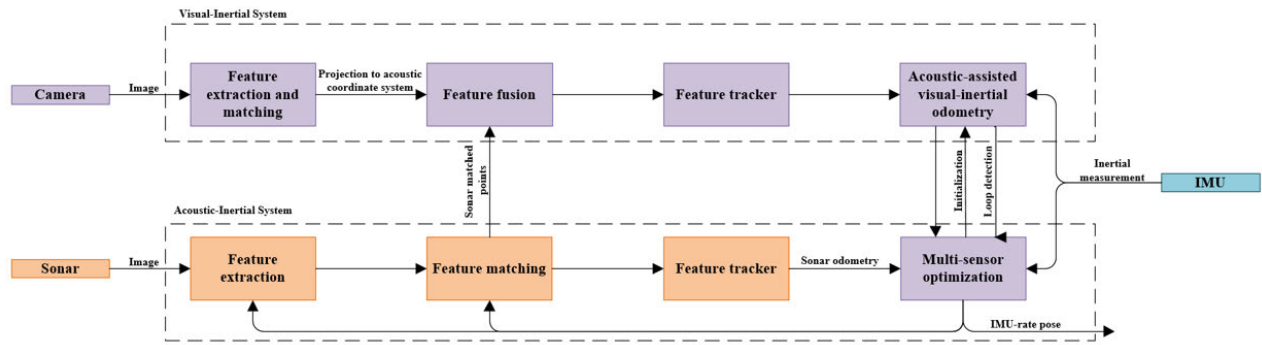 Visual-Inertial System
Camera
Image
Feature
extraction and
matching
Projection to acoustic
coordinate system
Feature fusion
Feature tracker
Acoustic-assisted
visual-inertial
odometry
Sonar matched
points
Initialization
Loop detection
Inertial
measurement
IMU
Acoustic-Inertial System
Sonar
Image
Feature
extraction
Feature matching
Feature tracker
Sonar odometry
Multi-sensor
optimization
IMU-rate pose